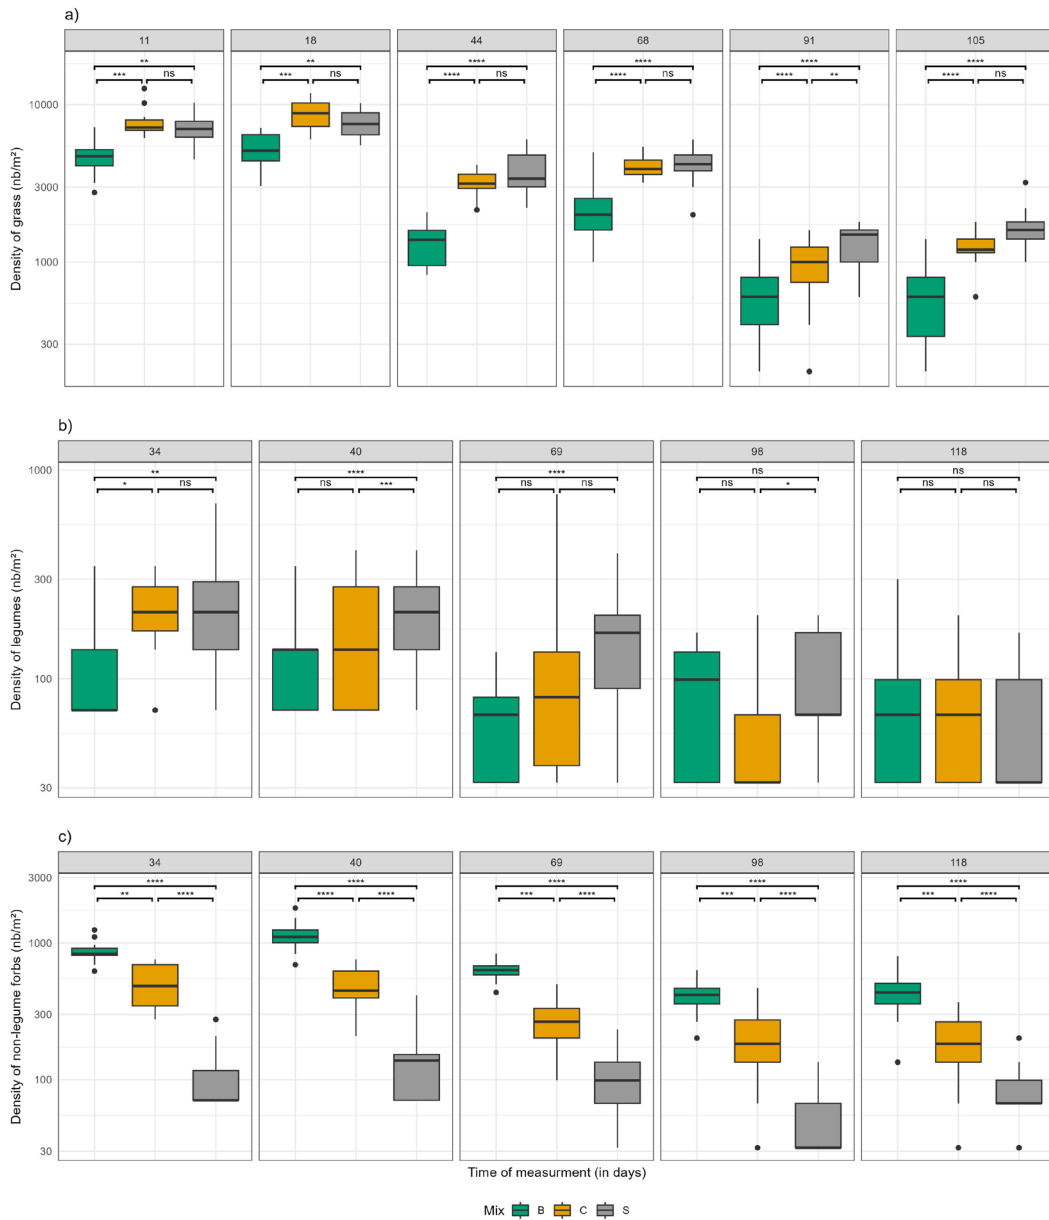 a)
11 18 44 68 91 105
** ** **** **** **** ****
*** ns *** ns **** ns **** ns **** ** **** ns
10000
3000
1000
300
Density of grass (nb/m²)
b)
34 40 69 98 118
** **** **** ns ns
* ns ns *** ns ns ns * ns ns
1000
300
100
30
Density of legumes (nb/m²)
c)
34 40 69 98 118
**** **** **** **** ****
** **** **** **** *** **** *** **** *** ****
3000
1000
300
100
30
Density of non-legume forbs (nb/m²)
Time of measurment (in days)
Mix B C S